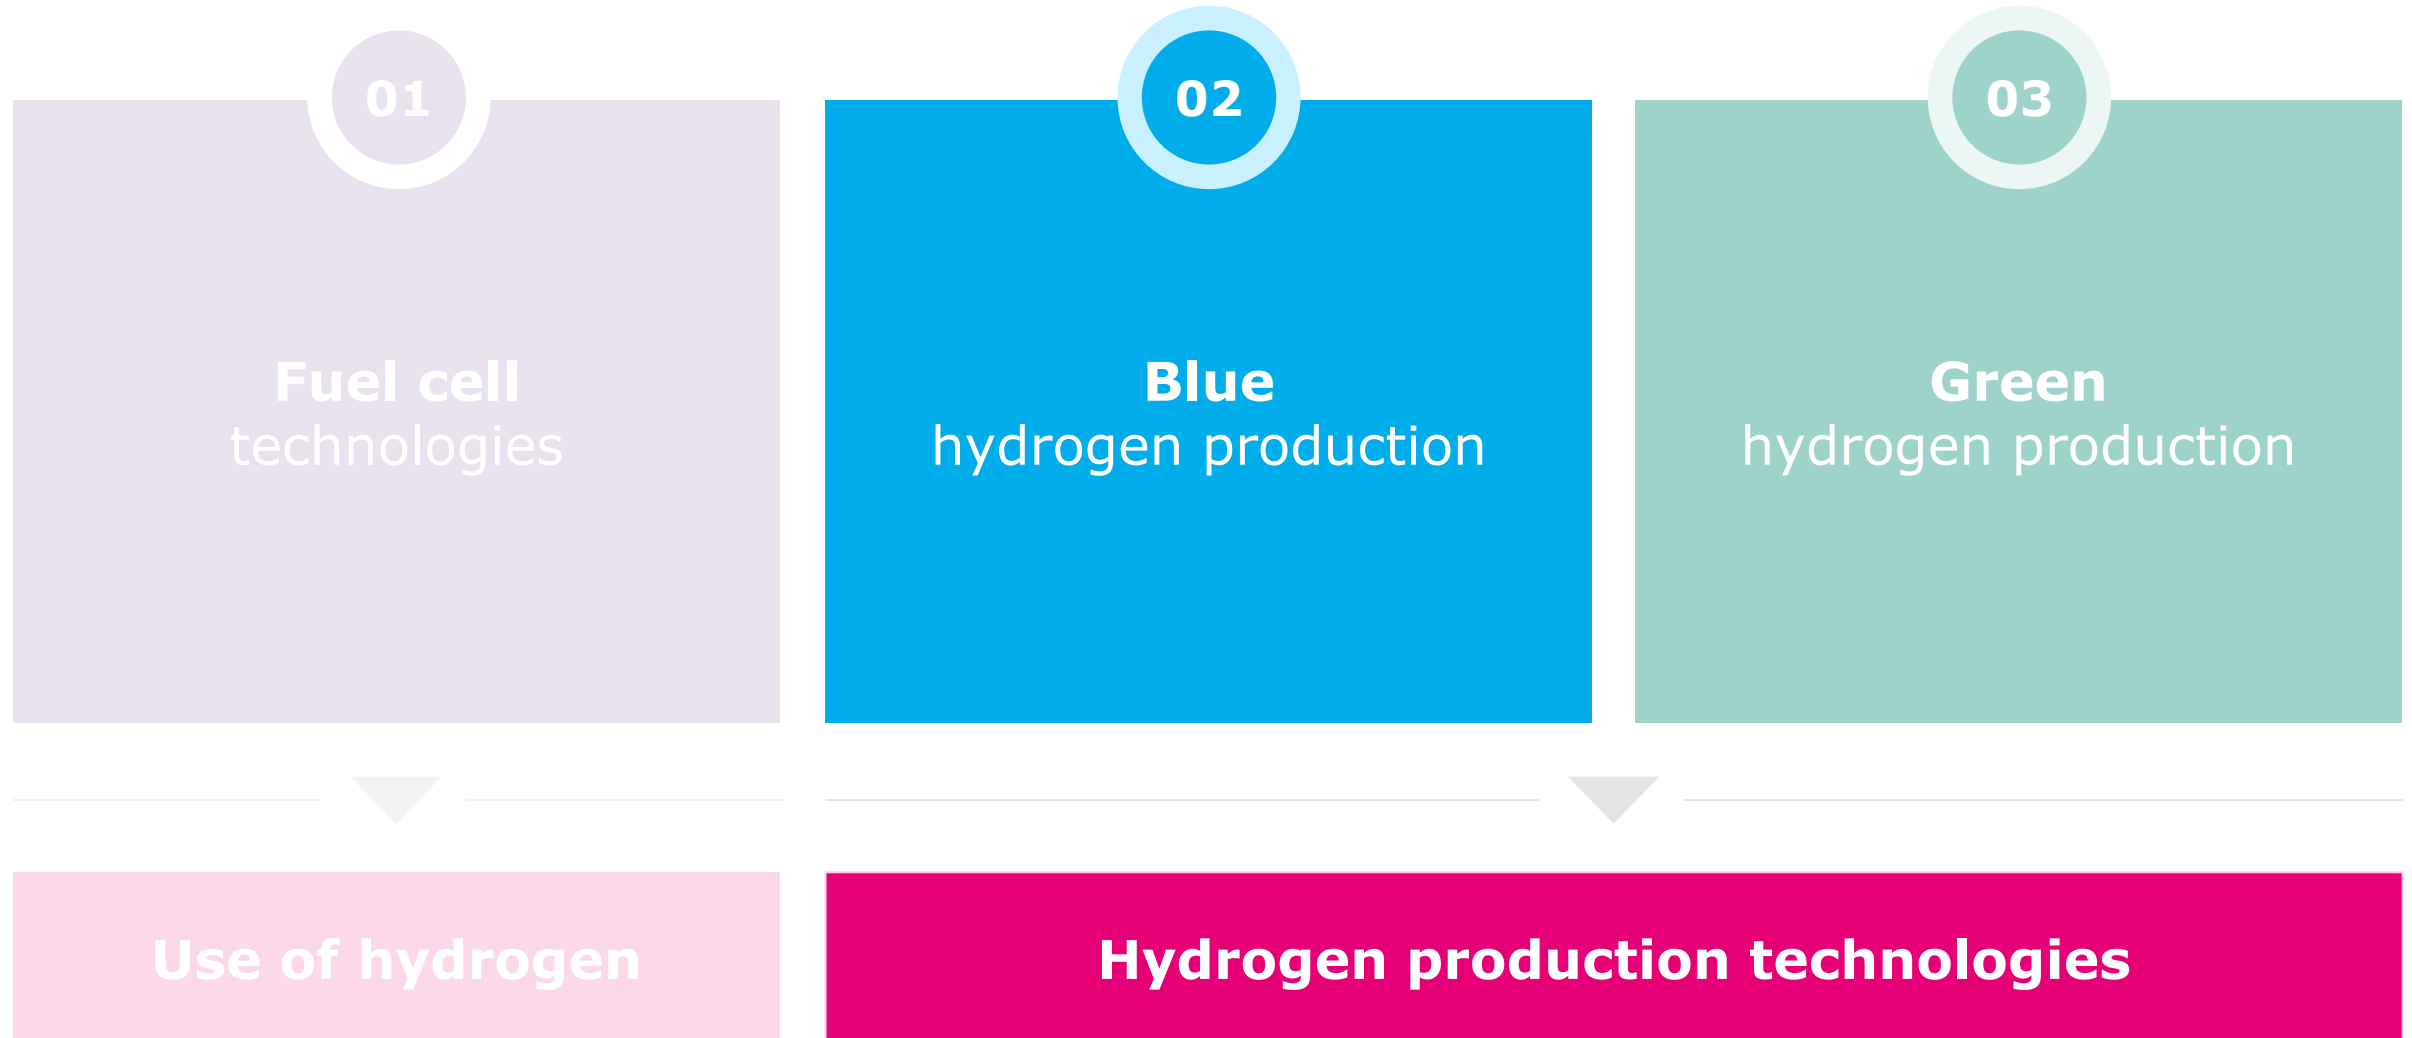 01
Fuel cell
technologies
02
Blue
hydrogen production
03
Green
hydrogen production
Use of hydrogen
Hydrogen production technologies